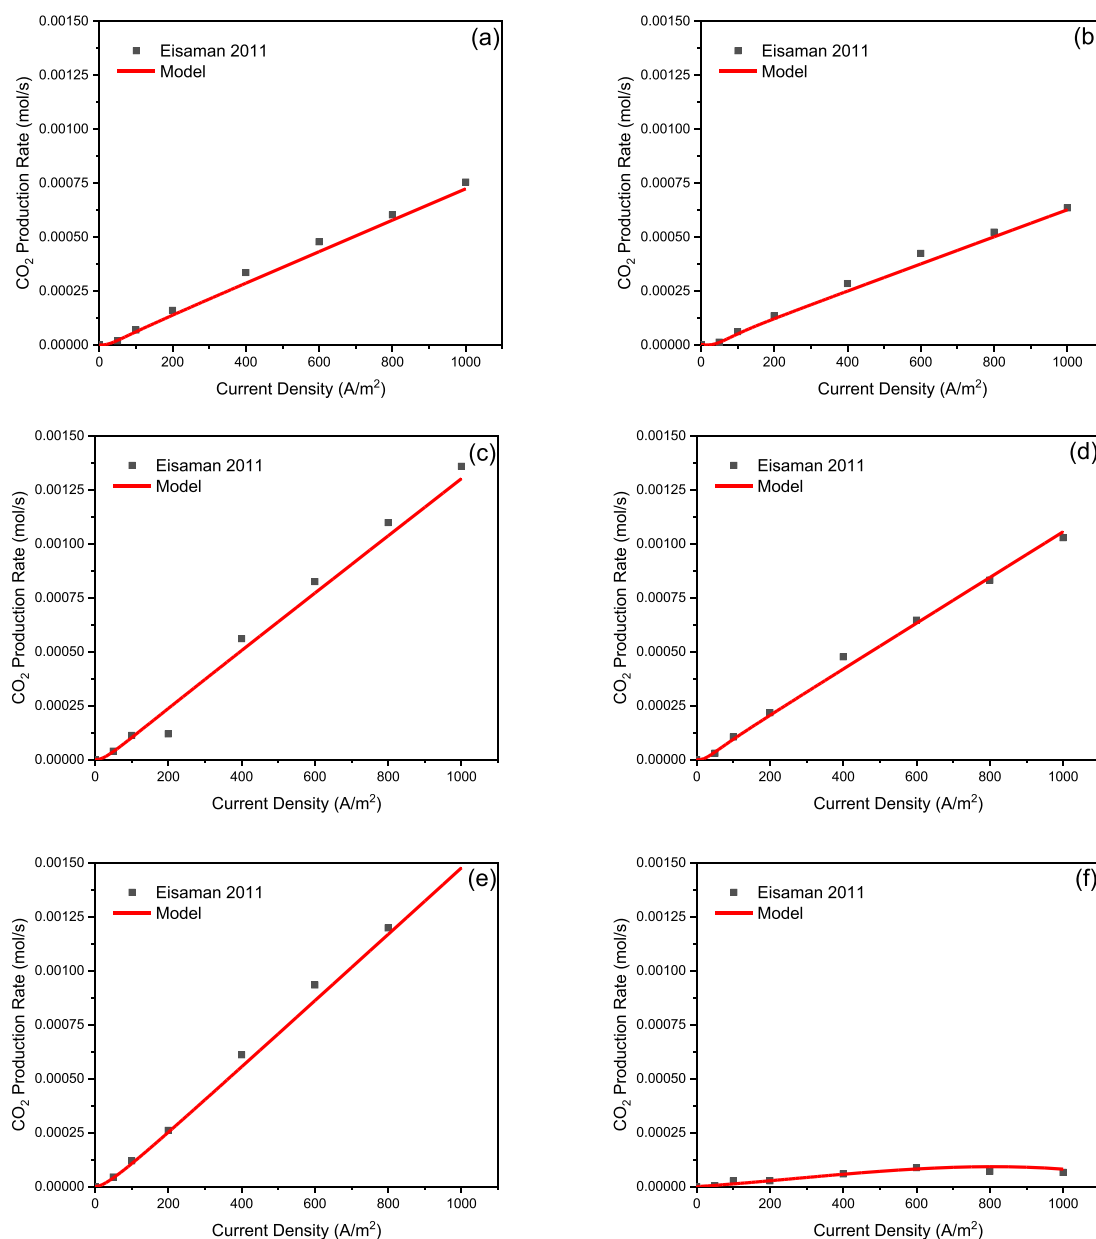 (a)
Eisaman 2011
Model
CO₂ Production Rate (mol/s)
0.00150
0.00125
0.00100
0.00075
0.00050
0.00025
0.00000
0 200 400 600 800 1000
Current Density (A/m²)
(b)
Eisaman 2011
Model
CO₂ Production Rate (mol/s)
0.00150
0.00125
0.00100
0.00075
0.00050
0.00025
0.00000
0 200 400 600 800 1000
Current Density (A/m²)
(c)
Eisaman 2011
Model
CO₂ Production Rate (mol/s)
0.00150
0.00125
0.00100
0.00075
0.00050
0.00025
0.00000
0 200 400 600 800 1000
Current Density (A/m²)
(d)
Eisaman 2011
Model
CO₂ Production Rate (mol/s)
0.00150
0.00125
0.00100
0.00075
0.00050
0.00025
0.00000
0 200 400 600 800 1000
Current Density (A/m²)
(e)
Eisaman 2011
Model
CO₂ Production Rate (mol/s)
0.00150
0.00125
0.00100
0.00075
0.00050
0.00025
0.00000
0 200 400 600 800 1000
Current Density (A/m²)
(f)
Eisaman 2011
Model
CO₂ Production Rate (mol/s)
0.00150
0.00125
0.00100
0.00075
0.00050
0.00025
0.00000
0 200 400 600 800 1000
Current Density (A/m²)